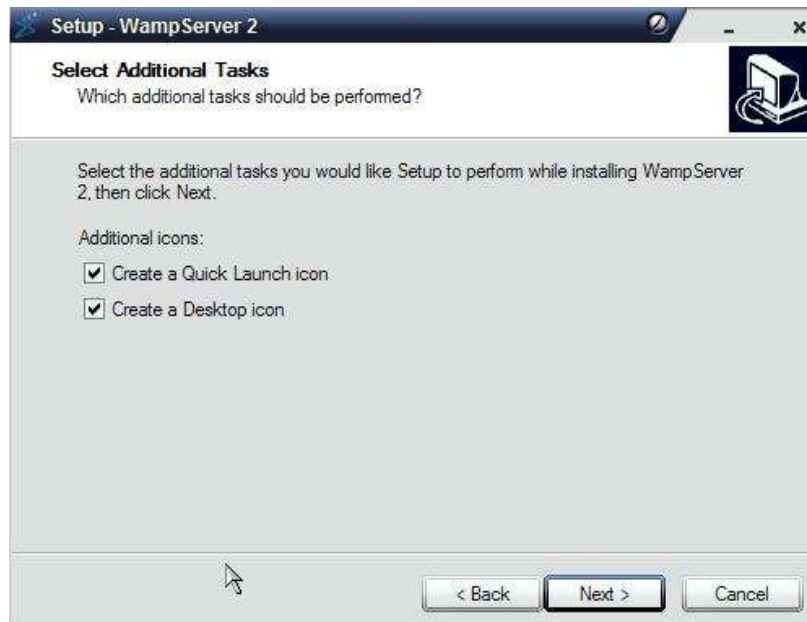 Setup - WampServer 2
Select Additional Tasks
Which additional tasks should be performed?
Select the additional tasks you would like Setup to perform while installing WampServer
2, then click Next.
Additional icons:
Create a Quick Launch icon
Create a Desktop icon
< Back Next > Cancel